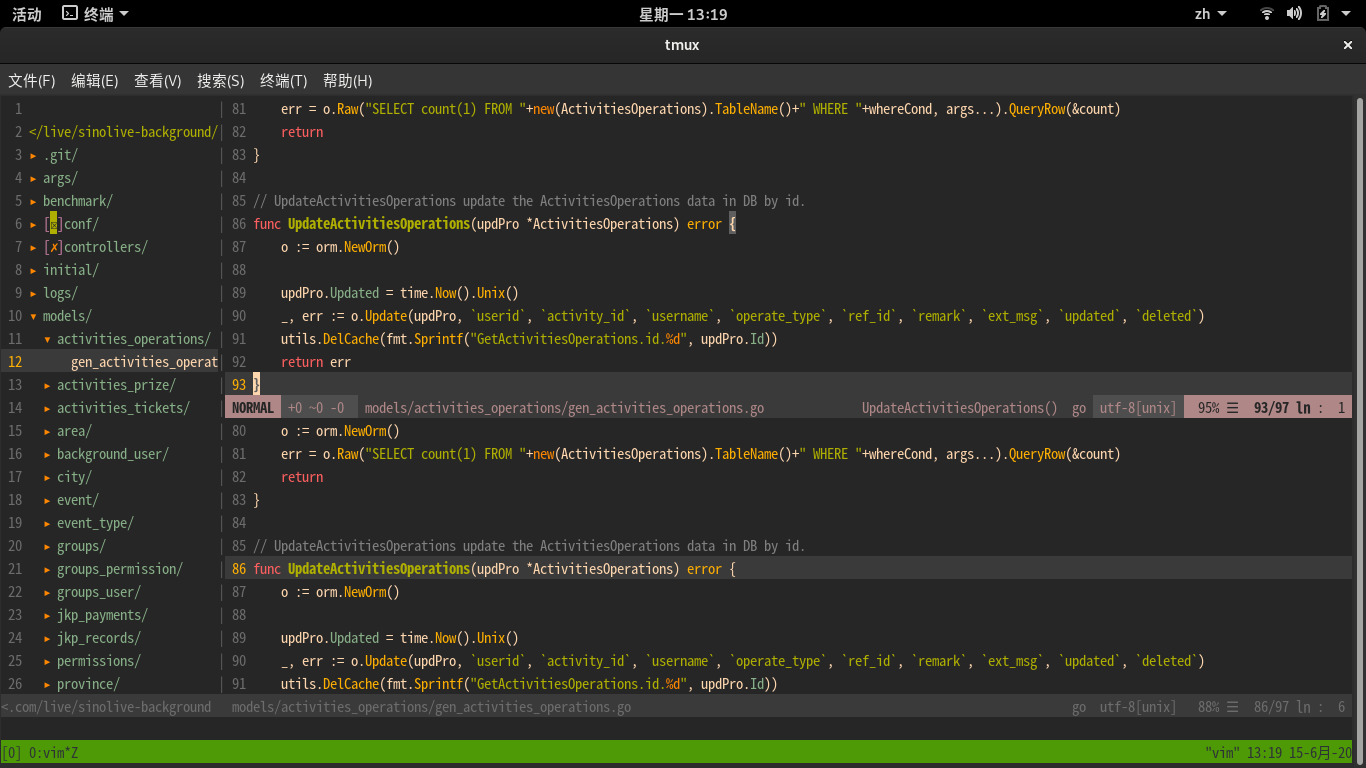 活动 终端 星期一 13:19 zh
tmux
文件(F) 编辑(E) 查看(V) 搜索(S) 终端(T) 帮助(H)
1
2 </live/sinolive-background/
3 ▸ .git/
4 ▸ args/
5 ▸ benchmark/
6 ▸ [☒]conf/
7 ▸ [✗]controllers/
8 ▸ initial/
9 ▸ logs/
10 ▾ models/
11 ▾ activities_operations/
12 gen_activities_operat
13 ▸ activities_prize/
14 ▸ activities_tickets/
15 ▸ area/
16 ▸ background_user/
17 ▸ city/
18 ▸ event/
19 ▸ event_type/
20 ▸ groups/
21 ▸ groups_permission/
22 ▸ groups_user/
23 ▸ jkp_payments/
24 ▸ jkp_records/
25 ▸ permissions/
26 ▸ province/
<.com/live/sinolive-background
81 err = o.Raw("SELECT count(1) FROM "+new(ActivitiesOperations).TableName()+" WHERE "+whereCond, args...).QueryRow(&count)
82 return
83 }
84
85 // UpdateActivitiesOperations update the ActivitiesOperations data in DB by id.
86 func UpdateActivitiesOperations(updPro *ActivitiesOperations) error {
87 o := orm.NewOrm()
88
89 updPro.Updated = time.Now().Unix()
90 _, err := o.Update(updPro, `userid`, `activity_id`, `username`, `operate_type`, `ref_id`, `remark`, `ext_msg`, `updated`, `deleted`)
91 utils.DelCache(fmt.Sprintf("GetActivitiesOperations.id.%d", updPro.Id))
92 return err
93 }
NORMAL +0 ~0 -0 models/activities_operations/gen_activities_operations.go UpdateActivitiesOperations() go utf-8[unix] 95% ☰ 93/97 ln : 1
80 o := orm.NewOrm()
81 err = o.Raw("SELECT count(1) FROM "+new(ActivitiesOperations).TableName()+" WHERE "+whereCond, args...).QueryRow(&count)
82 return
83 }
84
85 // UpdateActivitiesOperations update the ActivitiesOperations data in DB by id.
86 func UpdateActivitiesOperations(updPro *ActivitiesOperations) error {
87 o := orm.NewOrm()
88
89 updPro.Updated = time.Now().Unix()
90 _, err := o.Update(updPro, `userid`, `activity_id`, `username`, `operate_type`, `ref_id`, `remark`, `ext_msg`, `updated`, `deleted`)
91 utils.DelCache(fmt.Sprintf("GetActivitiesOperations.id.%d", updPro.Id))
models/activities_operations/gen_activities_operations.go go utf-8[unix] 88% ☰ 86/97 ln : 6
[0] 0:vim*Z "vim" 13:19 15-6月-20